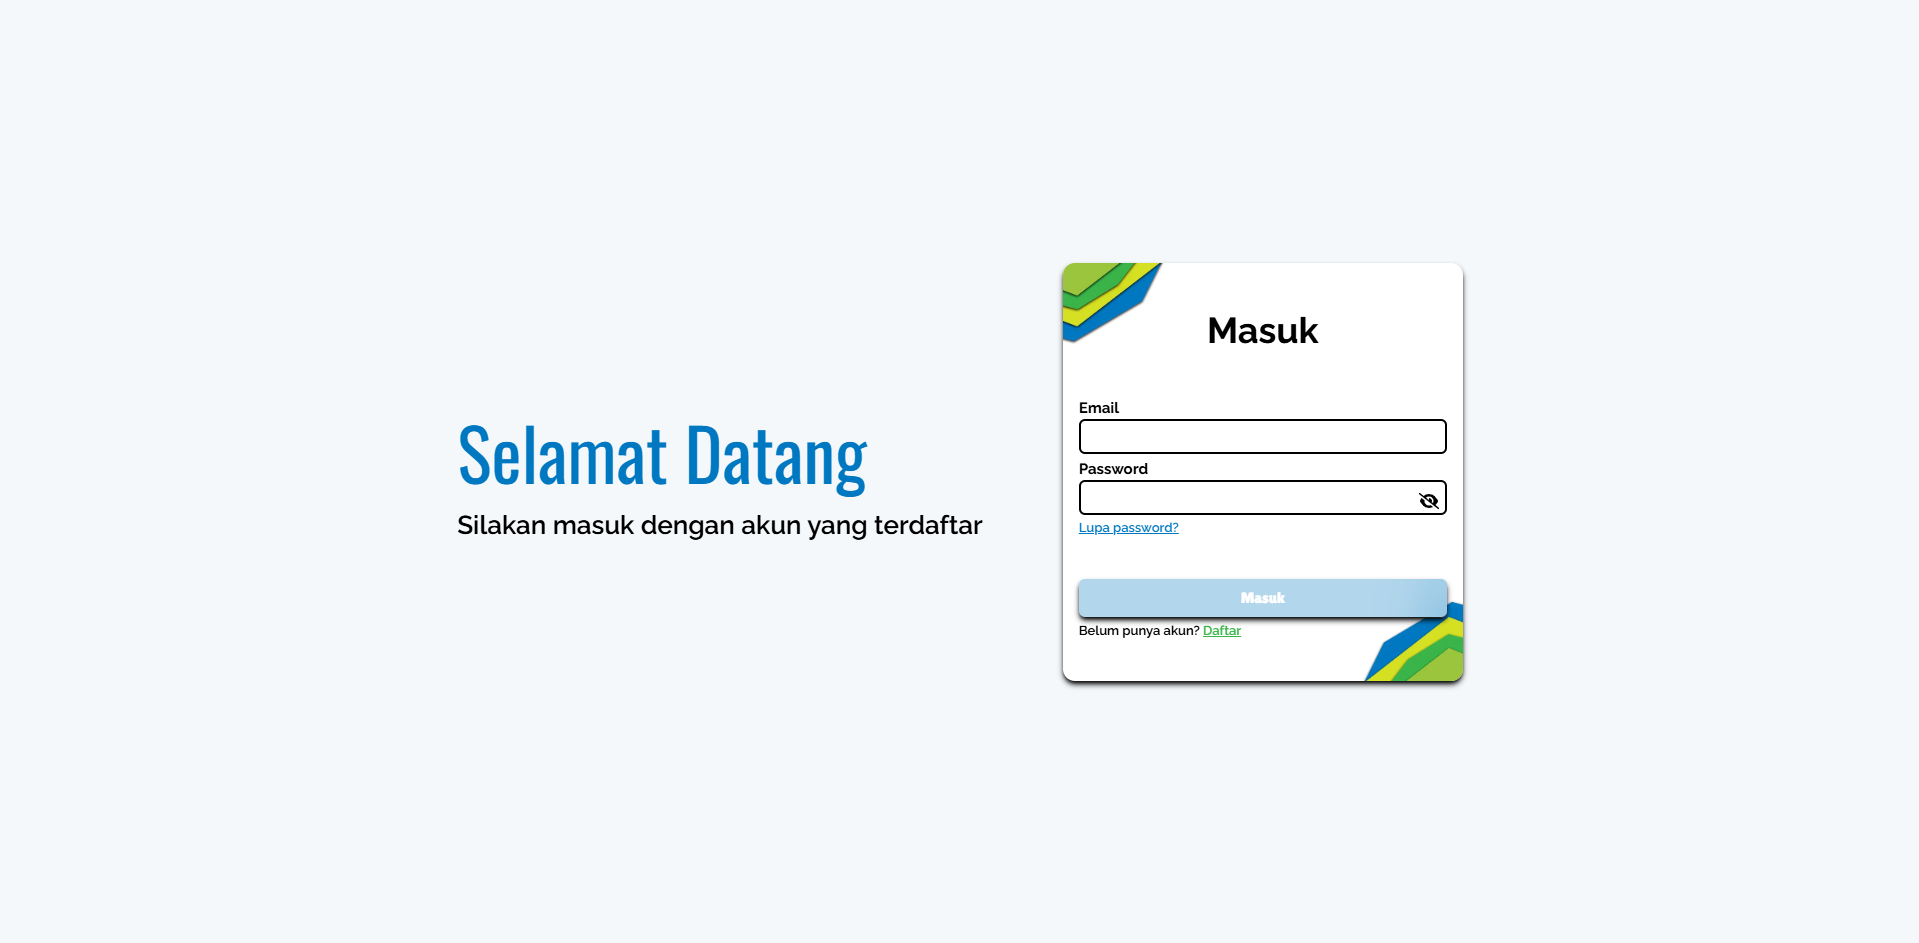 Selamat Datang
Silakan masuk dengan akun yang terdaftar
Masuk
Email
Password
Lupa password?
Masuk
Belum punya akun? Daftar